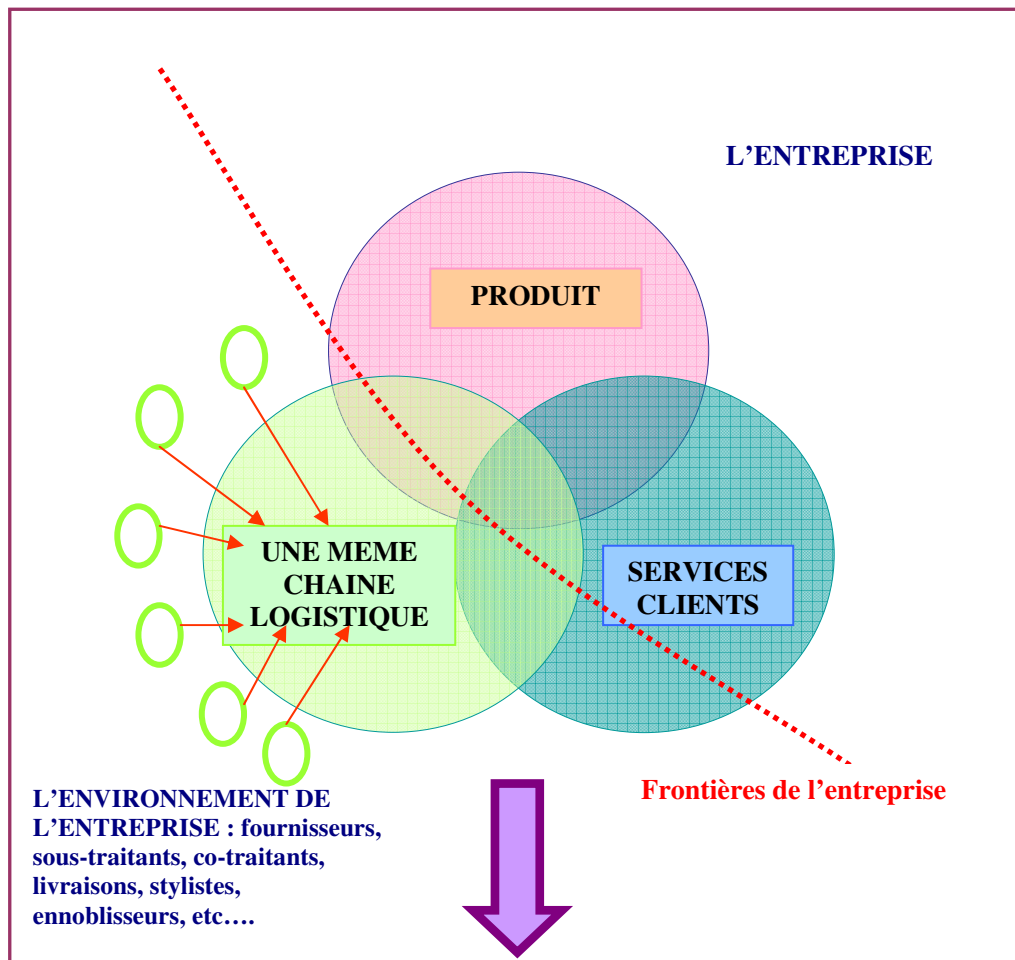 L’ENTREPRISE
PRODUIT
UNE MEME
CHAINE
LOGISTIQUE
SERVICES
CLIENTS
Frontières de l’entreprise
L’ENVIRONNEMENT DE
L’ENTREPRISE : fournisseurs,
sous-traitants, co-traitants,
livraisons, stylistes,
ennoblisseurs, etc….